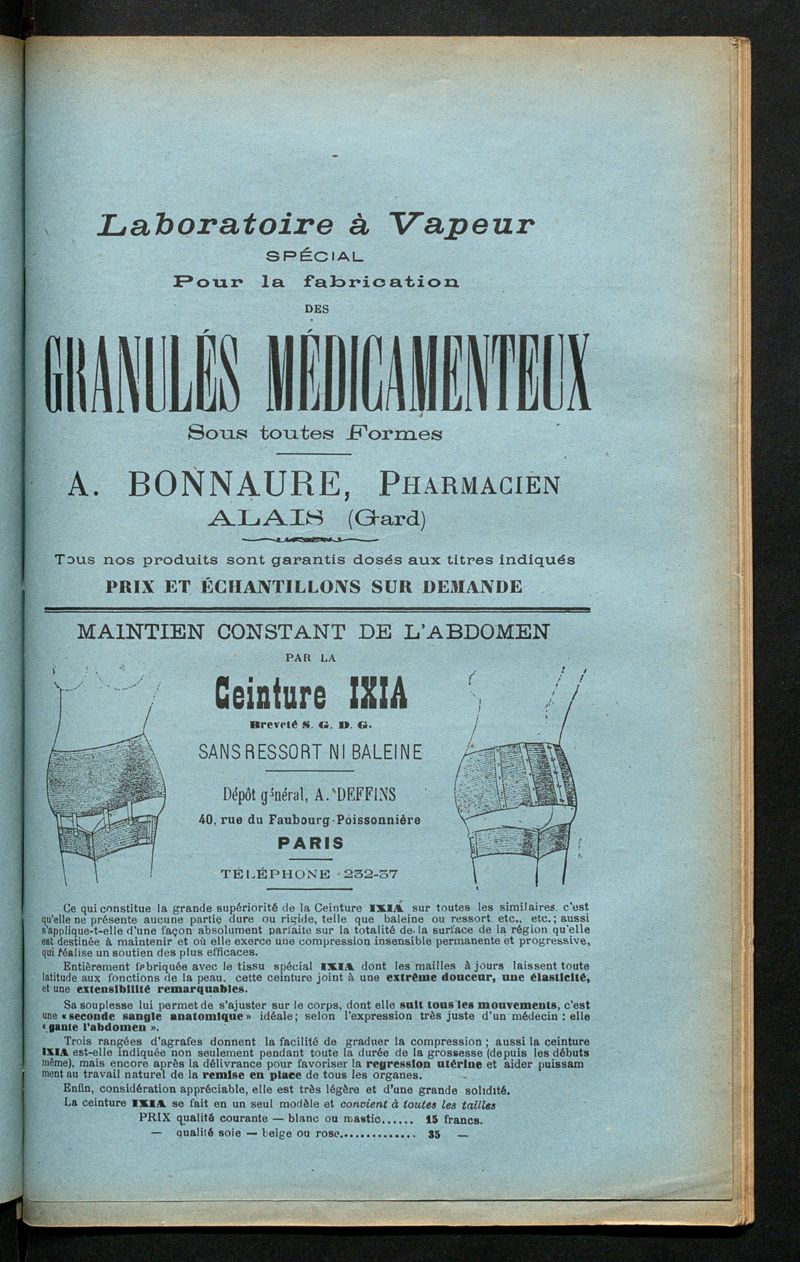 Laboratoire à Vapeur
SPÉCIAL
Pour la fabrication
DES
GRANULÉS MÉDICAMENTEUX
Sous toutes Formes
A. BONNAURE, PHARMACIEN
ALAIS (Gard)
Tous nos produits sont garantis dosés aux titres indiqués
PRIX ET ÉCHANTILLONS SUR DEMANDE
MAINTIEN CONSTANT DE L'ABDOMEN
PAR LA
Ceinture IXIA
Breveté S. G. D. G.
SANS RESSORT NI BALEINE
Dépôt général, A. DEFFINS
40, rue du Faubourg-Poissonnière
PARIS
TÉLÉPHONE 232-37
Ce qui constitue la grande supériorité de la Ceinture IXIA sur toutes les similaires, c'est
qu'elle ne présente aucune partie dure ou rigide, telle que baleine ou ressort, etc., etc.; aussi
s'applique-t-elle d'une façon absolument parfaite sur la totalité de la surface de la région qu'elle
est destinée à maintenir et où elle exerce une compression insensible permanente et progressive,
qui réalise un soutien des plus efficaces.
Entièrement fabriquée avec le tissu spécial IXIA dont les mailles à jours laissent toute
latitude aux fonctions de la peau, cette ceinture joint à une extrême douceur, une élasticité,
et une extensibilité remarquables.
Sa souplesse lui permet de s'ajuster sur le corps, dont elle suit tous les mouvements, c'est
une « seconde sangle anatomique » idéale; selon l'expression très juste d'un médecin : elle
« gante l'abdomen ».
Trois rangées d'agrafes donnent la facilité de graduer la compression; aussi la ceinture
IXIA est-elle indiquée non seulement pendant toute la durée de la grossesse (depuis les débuts
même), mais encore après la délivrance pour favoriser la regression utérine et aider puissam
ment au travail naturel de la remise en place de tous les organes.
Enfin, considération appréciable, elle est très légère et d'une grande solidité.
La ceinture IXIA se fait en un seul modèle et convient à toutes les tailles
PRIX qualité courante — blanc ou mastic...... 15 francs.
— qualité soie — beige ou rose.............. 35 —